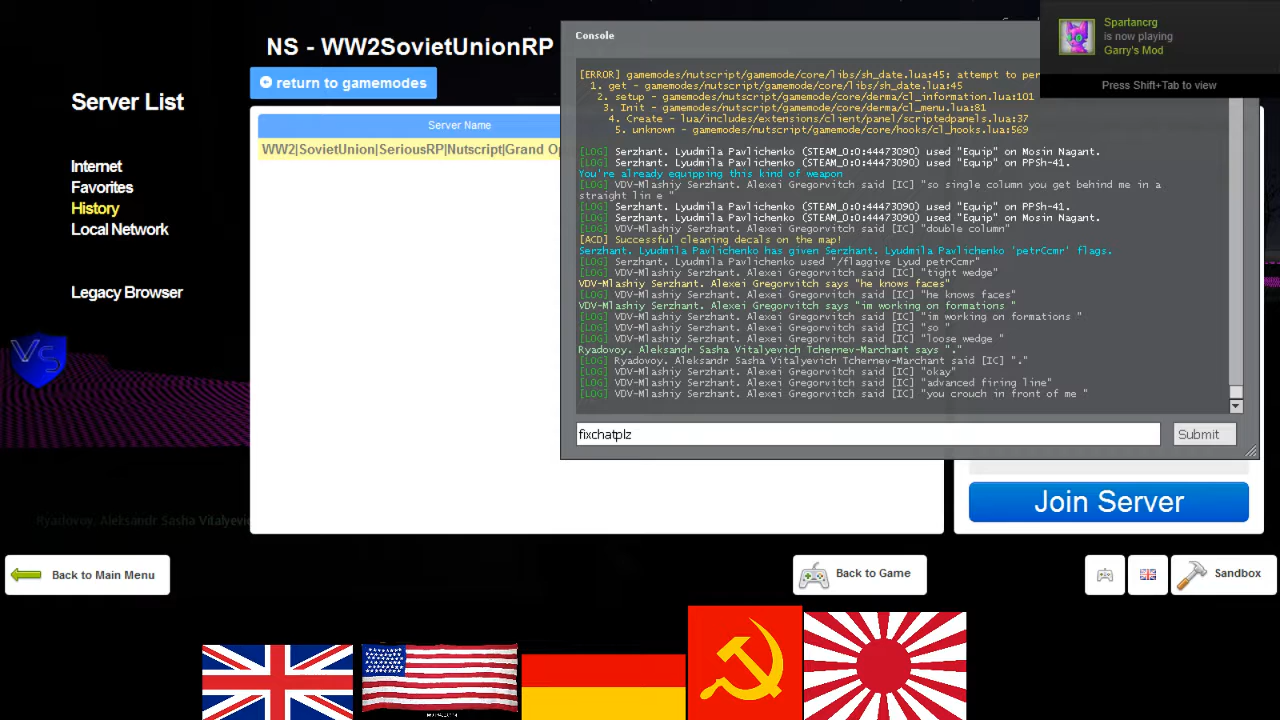 NS - WW2SovietUnionRP
return to gamemodes
Server List
Internet
Favorites
History
Local Network
Legacy Browser
Server Name
WW2|SovietUnion|SeriousRP|Nutscript|Grand Op
VS
Console
[ERROR] gamemodes/nutscript/gamemode/core/libs/sh_date.lua:45: attempt to per
1. get - gamemodes/nutscript/gamemode/core/libs/sh_date.lua:45
2. setup - gamemodes/nutscript/gamemode/core/derma/cl_information.lua:101
3. Init - gamemodes/nutscript/gamemode/core/derma/cl_menu.lua:81
4. Create - lua/includes/extensions/client/panel/scriptedpanels.lua:37
5. unknown - gamemodes/nutscript/gamemode/core/hooks/cl_hooks.lua:569
[LOG] Serzhant. Lyudmila Pavlichenko (STEAM_0:0:44473090) used "Equip" on Mosin Nagant.
[LOG] Serzhant. Lyudmila Pavlichenko (STEAM_0:0:44473090) used "Equip" on PPSh-41.
You're already equipping this kind of weapon
[LOG] VDV-Mlashiy Serzhant. Alexei Gregorvitch said [IC] "so single column you get behind me in a
straight lin e "
[LOG] Serzhant. Lyudmila Pavlichenko (STEAM_0:0:44473090) used "Equip" on PPSh-41.
[LOG] Serzhant. Lyudmila Pavlichenko (STEAM_0:0:44473090) used "Equip" on Mosin Nagant.
[LOG] VDV-Mlashiy Serzhant. Alexei Gregorvitch said [IC] "double column"
[ACD] Successful cleaning decals on the map!
Serzhant. Lyudmila Pavlichenko has given Serzhant. Lyudmila Pavlichenko 'petrCcmr' flags.
[LOG] Serzhant. Lyudmila Pavlichenko used "/flaggive Lyud petrCcmr"
[LOG] VDV-Mlashiy Serzhant. Alexei Gregorvitch said [IC] "tight wedge"
VDV-Mlashiy Serzhant. Alexei Gregorvitch says "he knows faces"
[LOG] VDV-Mlashiy Serzhant. Alexei Gregorvitch said [IC] "he knows faces"
VDV-Mlashiy Serzhant. Alexei Gregorvitch says "im working on formations "
[LOG] VDV-Mlashiy Serzhant. Alexei Gregorvitch said [IC] "im working on formations "
[LOG] VDV-Mlashiy Serzhant. Alexei Gregorvitch said [IC] "so "
[LOG] VDV-Mlashiy Serzhant. Alexei Gregorvitch said [IC] "loose wedge "
Ryadovoy. Aleksandr Sasha Vitalyevich Tchernev-Marchant says "."
[LOG] Ryadovoy. Aleksandr Sasha Vitalyevich Tchernev-Marchant said [IC] "."
[LOG] VDV-Mlashiy Serzhant. Alexei Gregorvitch said [IC] "okay"
[LOG] VDV-Mlashiy Serzhant. Alexei Gregorvitch said [IC] "advanced firing line"
[LOG] VDV-Mlashiy Serzhant. Alexei Gregorvitch said [IC] "you crouch in front of me "
fixchatplz
Submit
Spartancrg
is now playing
Garry's Mod
Press Shift+Tab to view
Join Server
Ryadovoy. Aleksandr Sasha Vitalyevic
Back to Main Menu
Back to Game
Sandbox